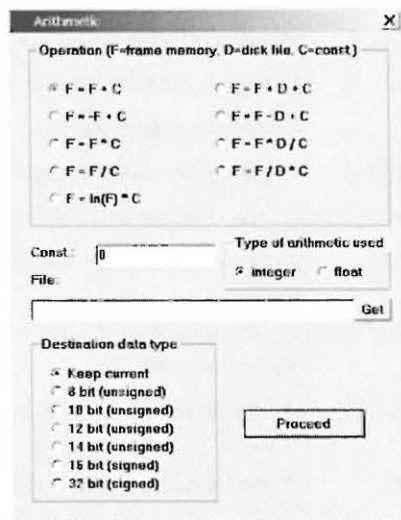 Arithmetic
Operation (F=frame memory, D=disk file, C=const)
F = F + C
F = F + D + C
F = -F + C
F = F - D + C
F = F * C
F = F * D / C
F = F / C
F = F / D * C
F = ln(F) * C
Const.: 0
Type of arithmetic used
integer
float
File:
Get
Destination data type
Keep current
8 bit (unsigned)
10 bit (unsigned)
12 bit (unsigned)
14 bit (unsigned)
16 bit (signed)
32 bit (signed)
Proceed